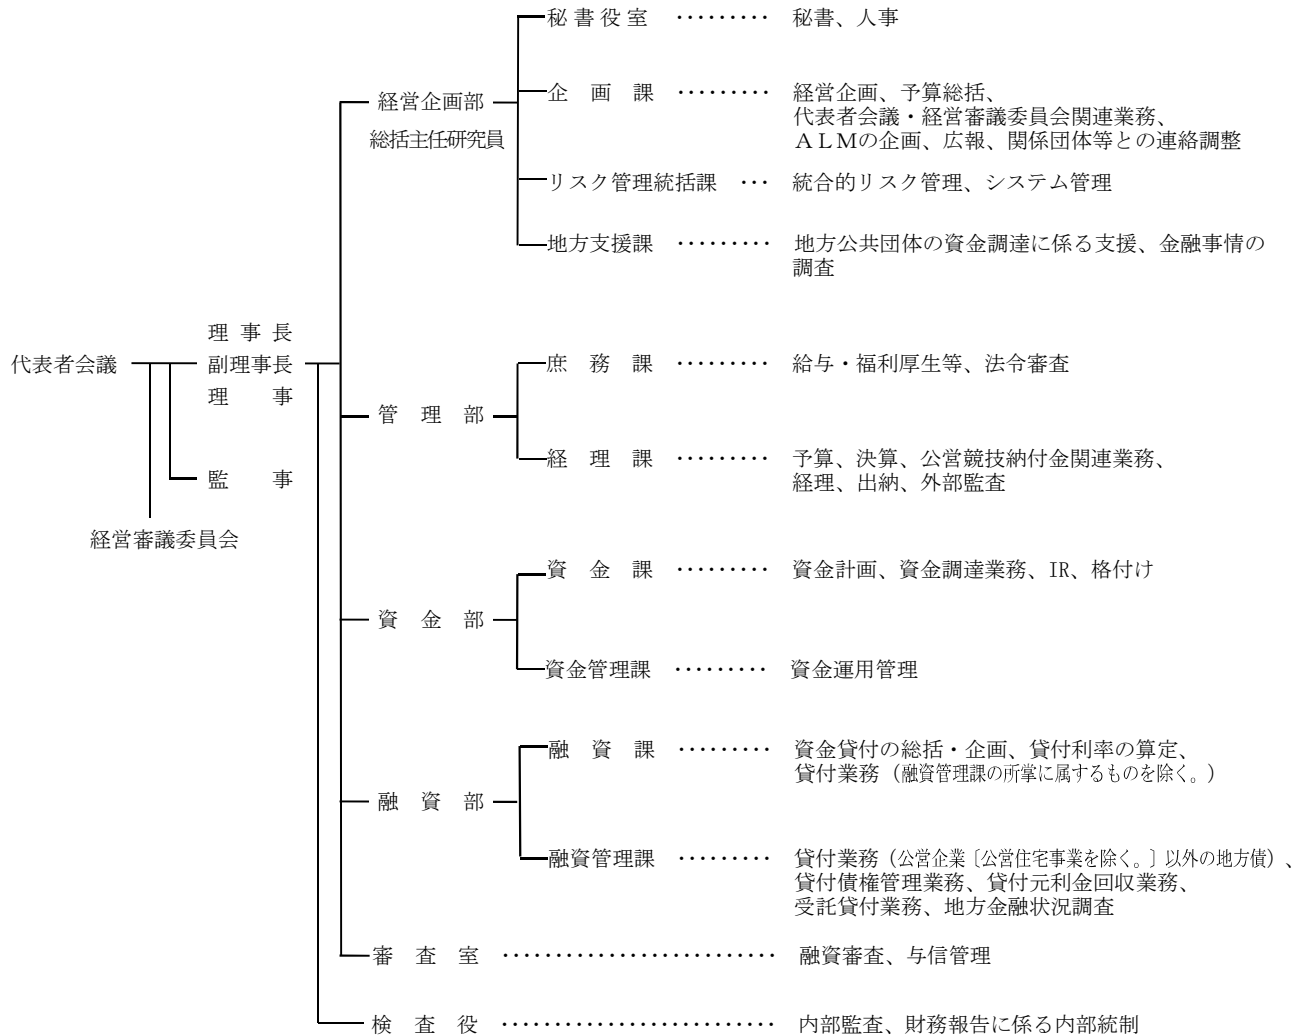 秘書役室 ········· 秘書、人事
経営企画部
総括主任研究員
企画課 ········· 経営企画、予算総括、
代表者会議・経営審議委員会関連業務、
ALMの企画、広報、関係団体等との連絡調整
リスク管理統括課 ··· 統合的リスク管理、システム管理
地方支援課 ········· 地方公共団体の資金調達に係る支援、金融事情の
調査
代表者会議
理事長
副理事長
理事
監事
経営審議委員会
管理部
庶務課 ········· 給与・福利厚生等、法令審査
経理課 ········· 予算、決算、公営競技納付金関連業務、
経理、出納、外部監査
資金部
資金課 ········· 資金計画、資金調達業務、IR、格付け
資金管理課 ········· 資金運用管理
融資部
融資課 ········· 資金貸付の総括・企画、貸付利率の算定、
貸付業務(融資管理課の所掌に属するものを除く。)
融資管理課 ········· 貸付業務(公営企業〔公営住宅事業を除く。〕以外の地方債)、
貸付債権管理業務、貸付元利金回収業務、
受託貸付業務、地方金融状況調査
審査室 ·························· 融資審査、与信管理
検査役 ·························· 内部監査、財務報告に係る内部統制